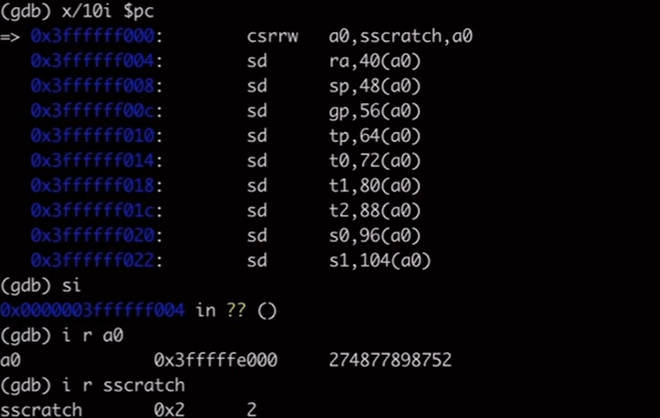 (gdb) x/10i $pc
=> 0x3ffffff000: csrrw a0,sscratch,a0
0x3ffffff004: sd ra,40(a0)
0x3ffffff008: sd sp,48(a0)
0x3ffffff00c: sd gp,56(a0)
0x3ffffff010: sd tp,64(a0)
0x3ffffff014: sd t0,72(a0)
0x3ffffff018: sd t1,80(a0)
0x3ffffff01c: sd t2,88(a0)
0x3ffffff020: sd s0,96(a0)
0x3ffffff022: sd s1,104(a0)
(gdb) si
0x0000003ffffff004 in ?? ()
(gdb) i r a0
a0 0x3fffffe000 274877898752
(gdb) i r sscratch
sscratch 0x2 2